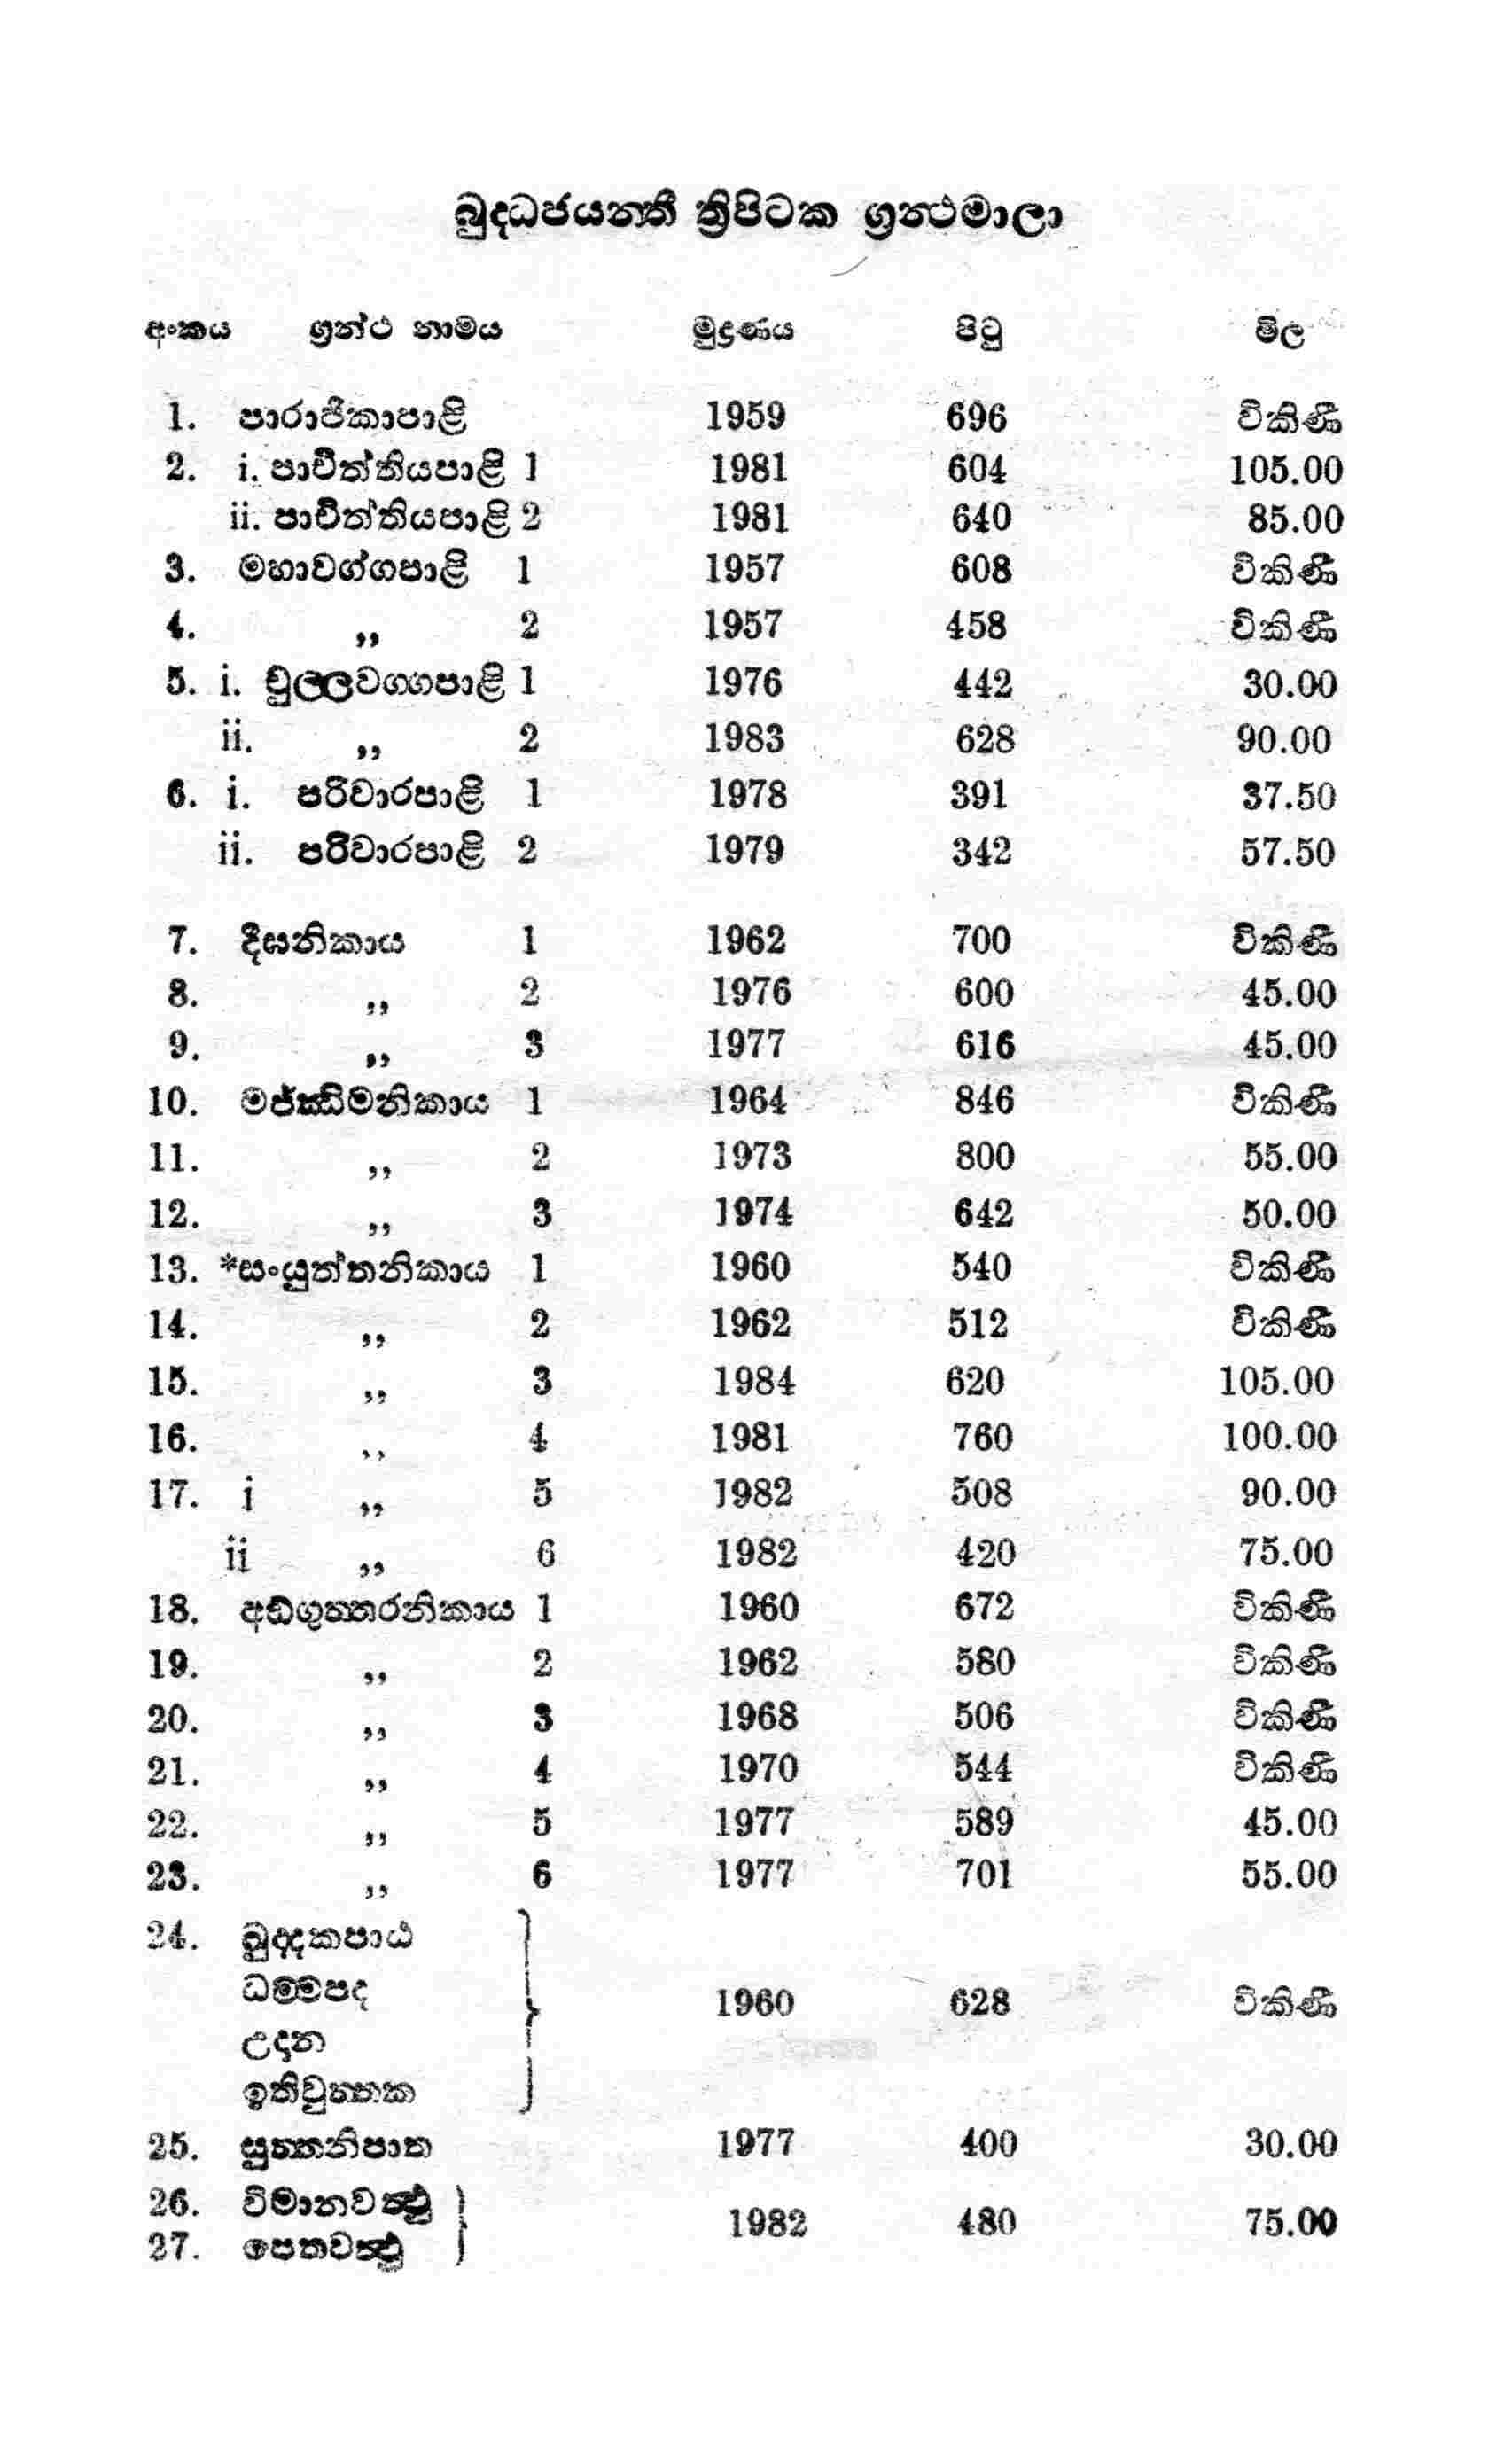 බුද්ධජයන්තී ත්‍රිපිටක ග්‍රන්ථමාලා
අංකය ග්‍රන්ථ නාමය මුද්‍රණය පිටු මිල
1. පාරාජිකාපාළි 1959 696 විකිණී
2. i. පාචිත්තියපාළි 1 1981 604 105.00
ii. පාචිත්තියපාළි 2 1981 640 85.00
3. මහාවග්ගපාළි 1 1957 608 විකිණී
4. ,, 2 1957 458 විකිණී
5. i. චුල්ලවග්ගපාළි 1 1976 442 30.00
ii. ,, 2 1983 628 90.00
6. i. පරිවාරපාළි 1 1978 391 37.50
ii. පරිවාරපාළි 2 1979 342 57.50
7. දීඝනිකාය 1 1962 700 විකිණී
8. ,, 2 1976 600 45.00
9. ,, 3 1977 616 45.00
10. මජ්ඣිමනිකාය 1 1964 846 විකිණී
11. ,, 2 1973 800 55.00
12. ,, 3 1974 642 50.00
13. *සංයුත්තනිකාය 1 1960 540 විකිණී
14. ,, 2 1962 512 විකිණී
15. ,, 3 1984 620 105.00
16. ,, 4 1981 760 100.00
17. i ,, 5 1982 508 90.00
ii ,, 6 1982 420 75.00
18. අඞ්ගුත්තරනිකාය 1 1960 672 විකිණී
19. ,, 2 1962 580 විකිණී
20. ,, 3 1968 506 විකිණී
21. ,, 4 1970 544 විකිණී
22. ,, 5 1977 589 45.00
23. ,, 6 1977 701 55.00
24. ඛුද්දකපාඨ
ධම්මපද 1960 628 විකිණී
උදාන
ඉතිවුත්තක
25. සුත්තනිපාත 1977 400 30.00
26. විමානවත්ථු 1982 480 75.00
27. පෙතවත්ථු